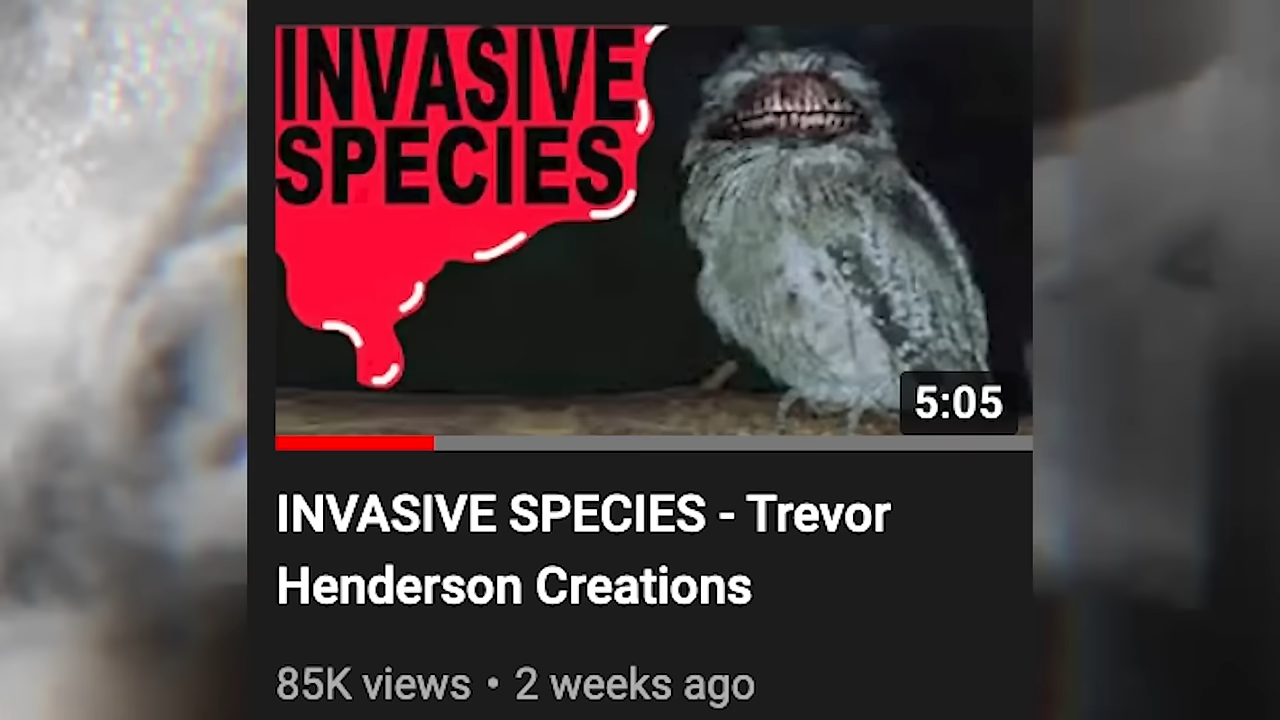 INVASIVE
SPECIES
5:05
INVASIVE SPECIES - Trevor
Henderson Creations
85K views • 2 weeks ago